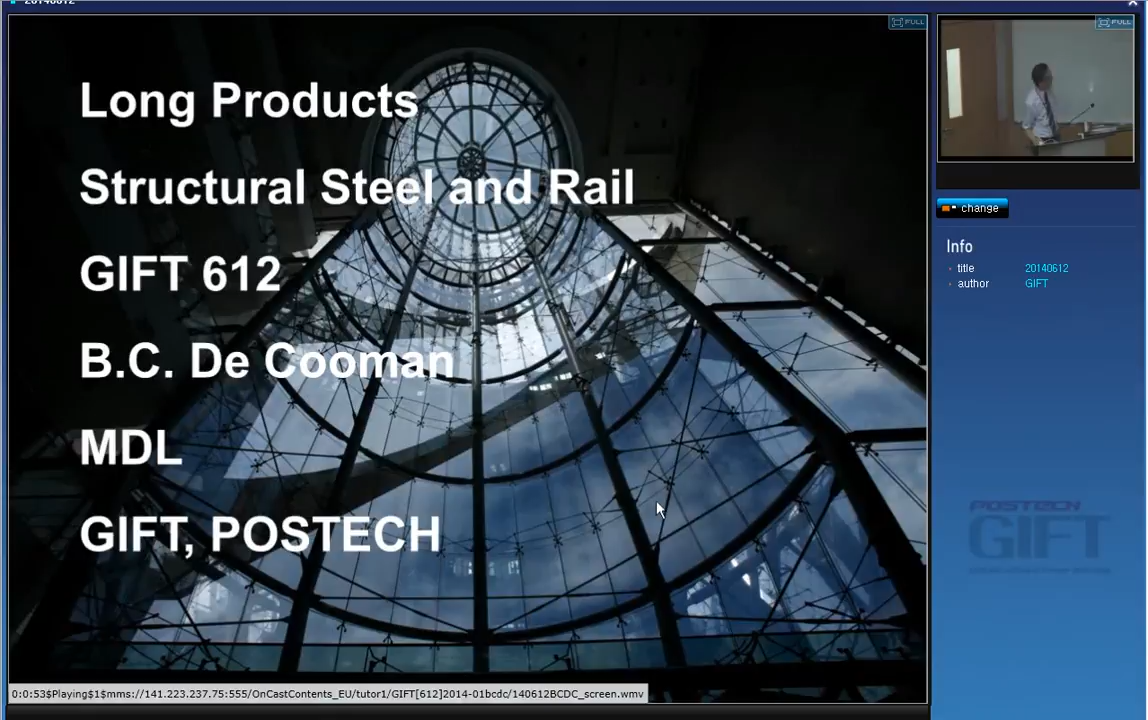 20140612
FULL
FULL
Long Products
Structural Steel and Rail
GIFT 612
B.C. De Cooman
MDL
GIFT, POSTECH
change
Info
title 20140612
author GIFT
POSTECH
GIFT
0:0:53$Playing$1$mms://141.223.237.75:555/OnCastContents_EU/tutor1/GIFT[612]2014-01bcdc/140612BCDC_screen.wmv